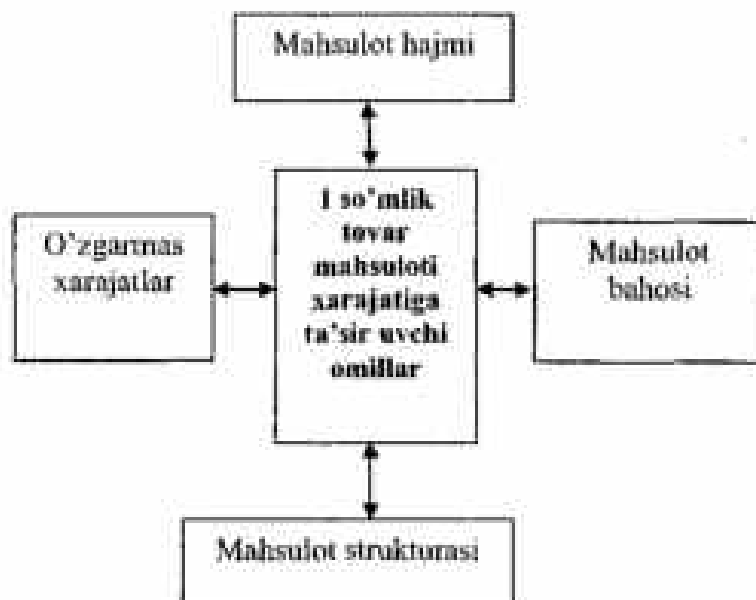 Mahsulot hajmi
1 so'mlik
tovar
mahsuloti
xarajatiga
ta'sir uvchi
omillar
O'zgarmas
xarajatlar
Mahsulot
bahosi
Mahsulot strukturasi